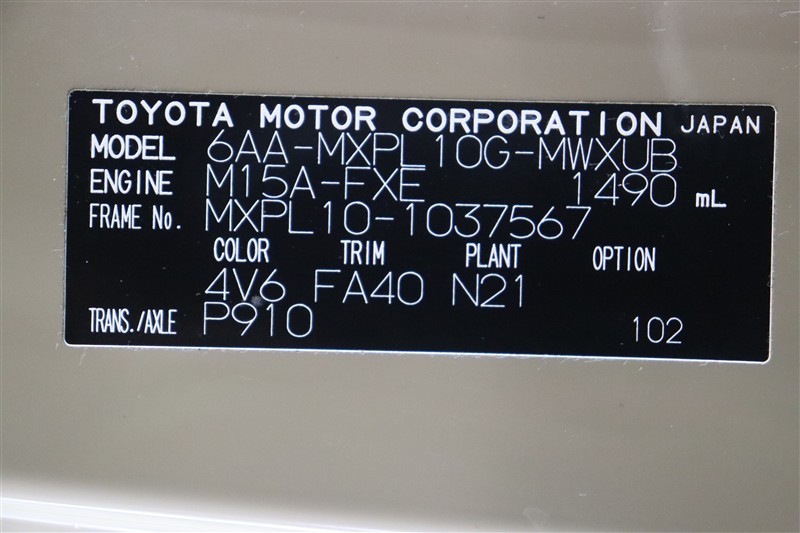 TOYOTA MOTOR CORPORATION JAPAN
MODEL 6AA-MXPL10G-MWXUB
ENGINE M15A-FXE 1490 mL
FRAME No. MXPL10-1037567
COLOR TRIM PLANT OPTION
4V6 FA40 N21
TRANS./AXLE P910 102